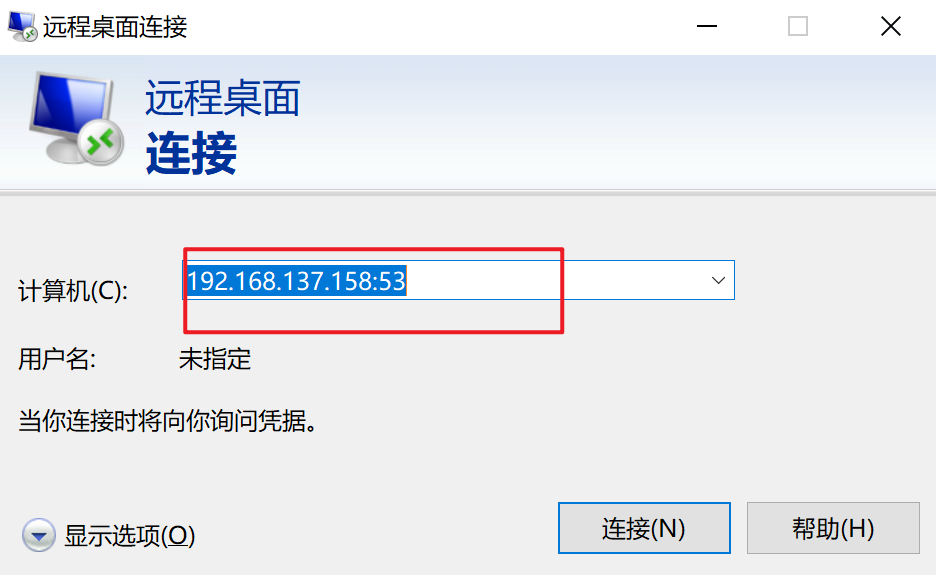 远程桌面连接
远程桌面
连接
计算机(C):
192.168.137.158:53
用户名:
未指定
当你连接时将向你询问凭据。
显示选项(O)
连接(N)
帮助(H)